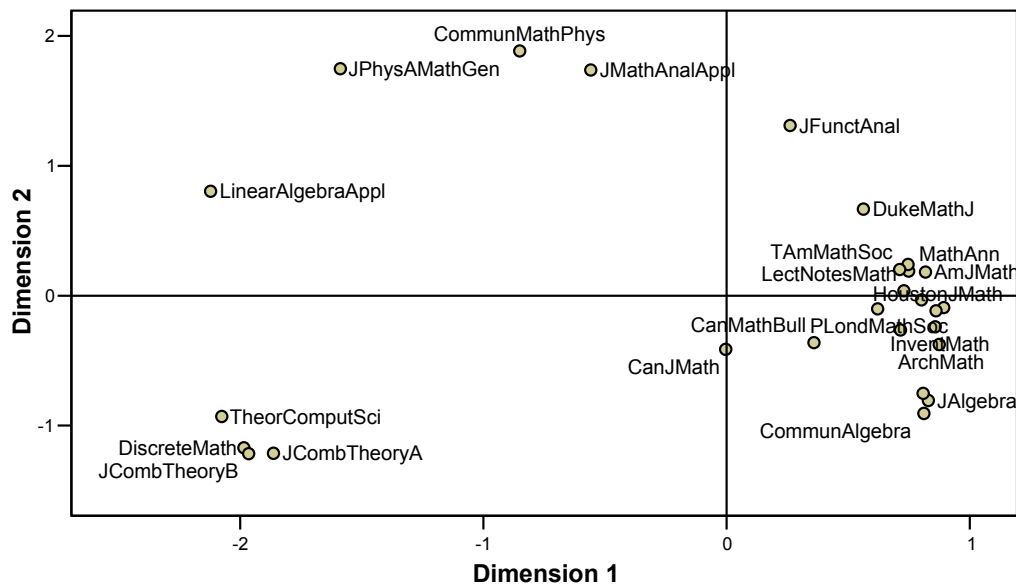 2
CommunMathPhys
JPhysAMathGen
JMathAnalAppl
JFunctAnal
1
LinearAlgebraAppl
DukeMathJ
TAmMathSoc
MathAnn
LectNotesMath
AmJMath
0
HoustonJMath
CanMathBull
PLondMathSoc
InventMath
CanJMath
ArchMath
JAlgebra
TheorComputSci
-1
CommunAlgebra
DiscreteMath
JCombTheoryA
JCombTheoryB
-2
-1
0
1
Dimension 1
Dimension 2